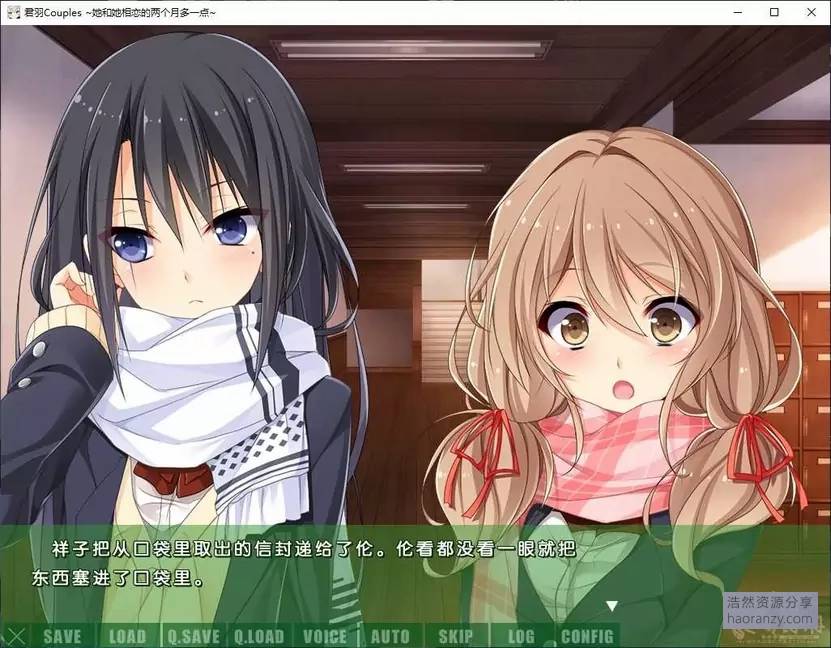 君羽Couples ~她和她相恋的两个月多一点~
祥子把从口袋里取出的信封递给了伦。伦看都没看一眼就把
东西塞进了口袋里。
浩然资源分享
haoranzy.com
SAVE LOAD Q.SAVE Q.LOAD VOICE AUTO SKIP LOG CONFIG